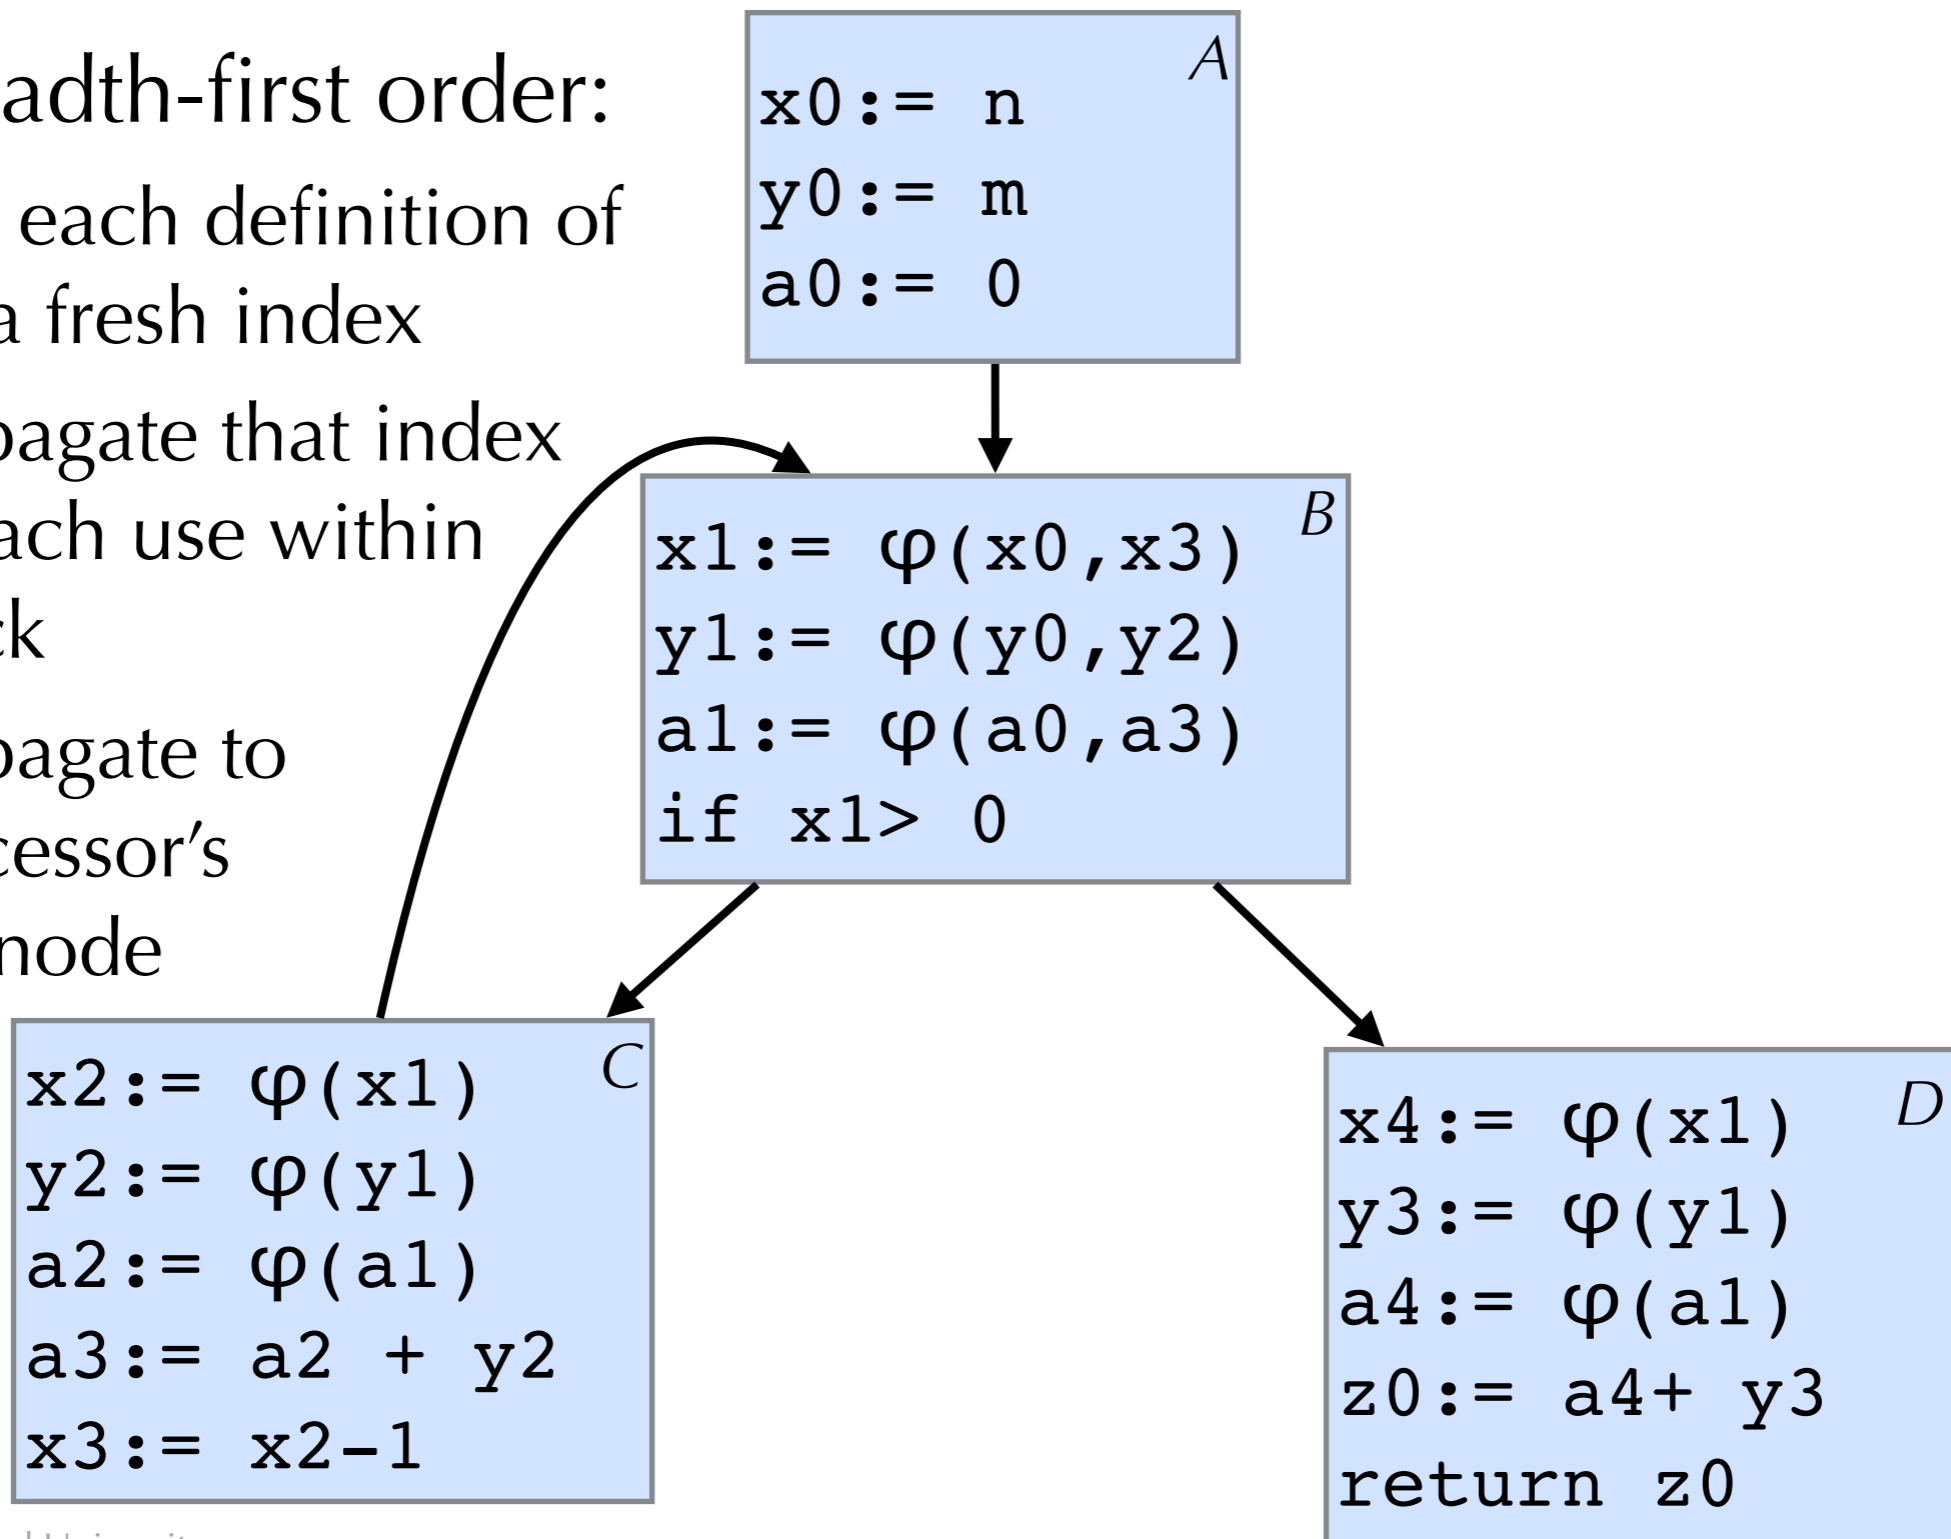 adth-first order:
each definition of
a fresh index
pagate that index
ach use within
ck
pagate to
cessor's
node
A
x0:= n
y0:= m
a0:= 0
B
x1:= φ(x0,x3)
y1:= φ(y0,y2)
a1:= φ(a0,a3)
if x1> 0
C
x2:= φ(x1)
y2:= φ(y1)
a2:= φ(a1)
a3:= a2 + y2
x3:= x2-1
D
x4:= φ(x1)
y3:= φ(y1)
a4:= φ(a1)
z0:= a4+ y3
return z0